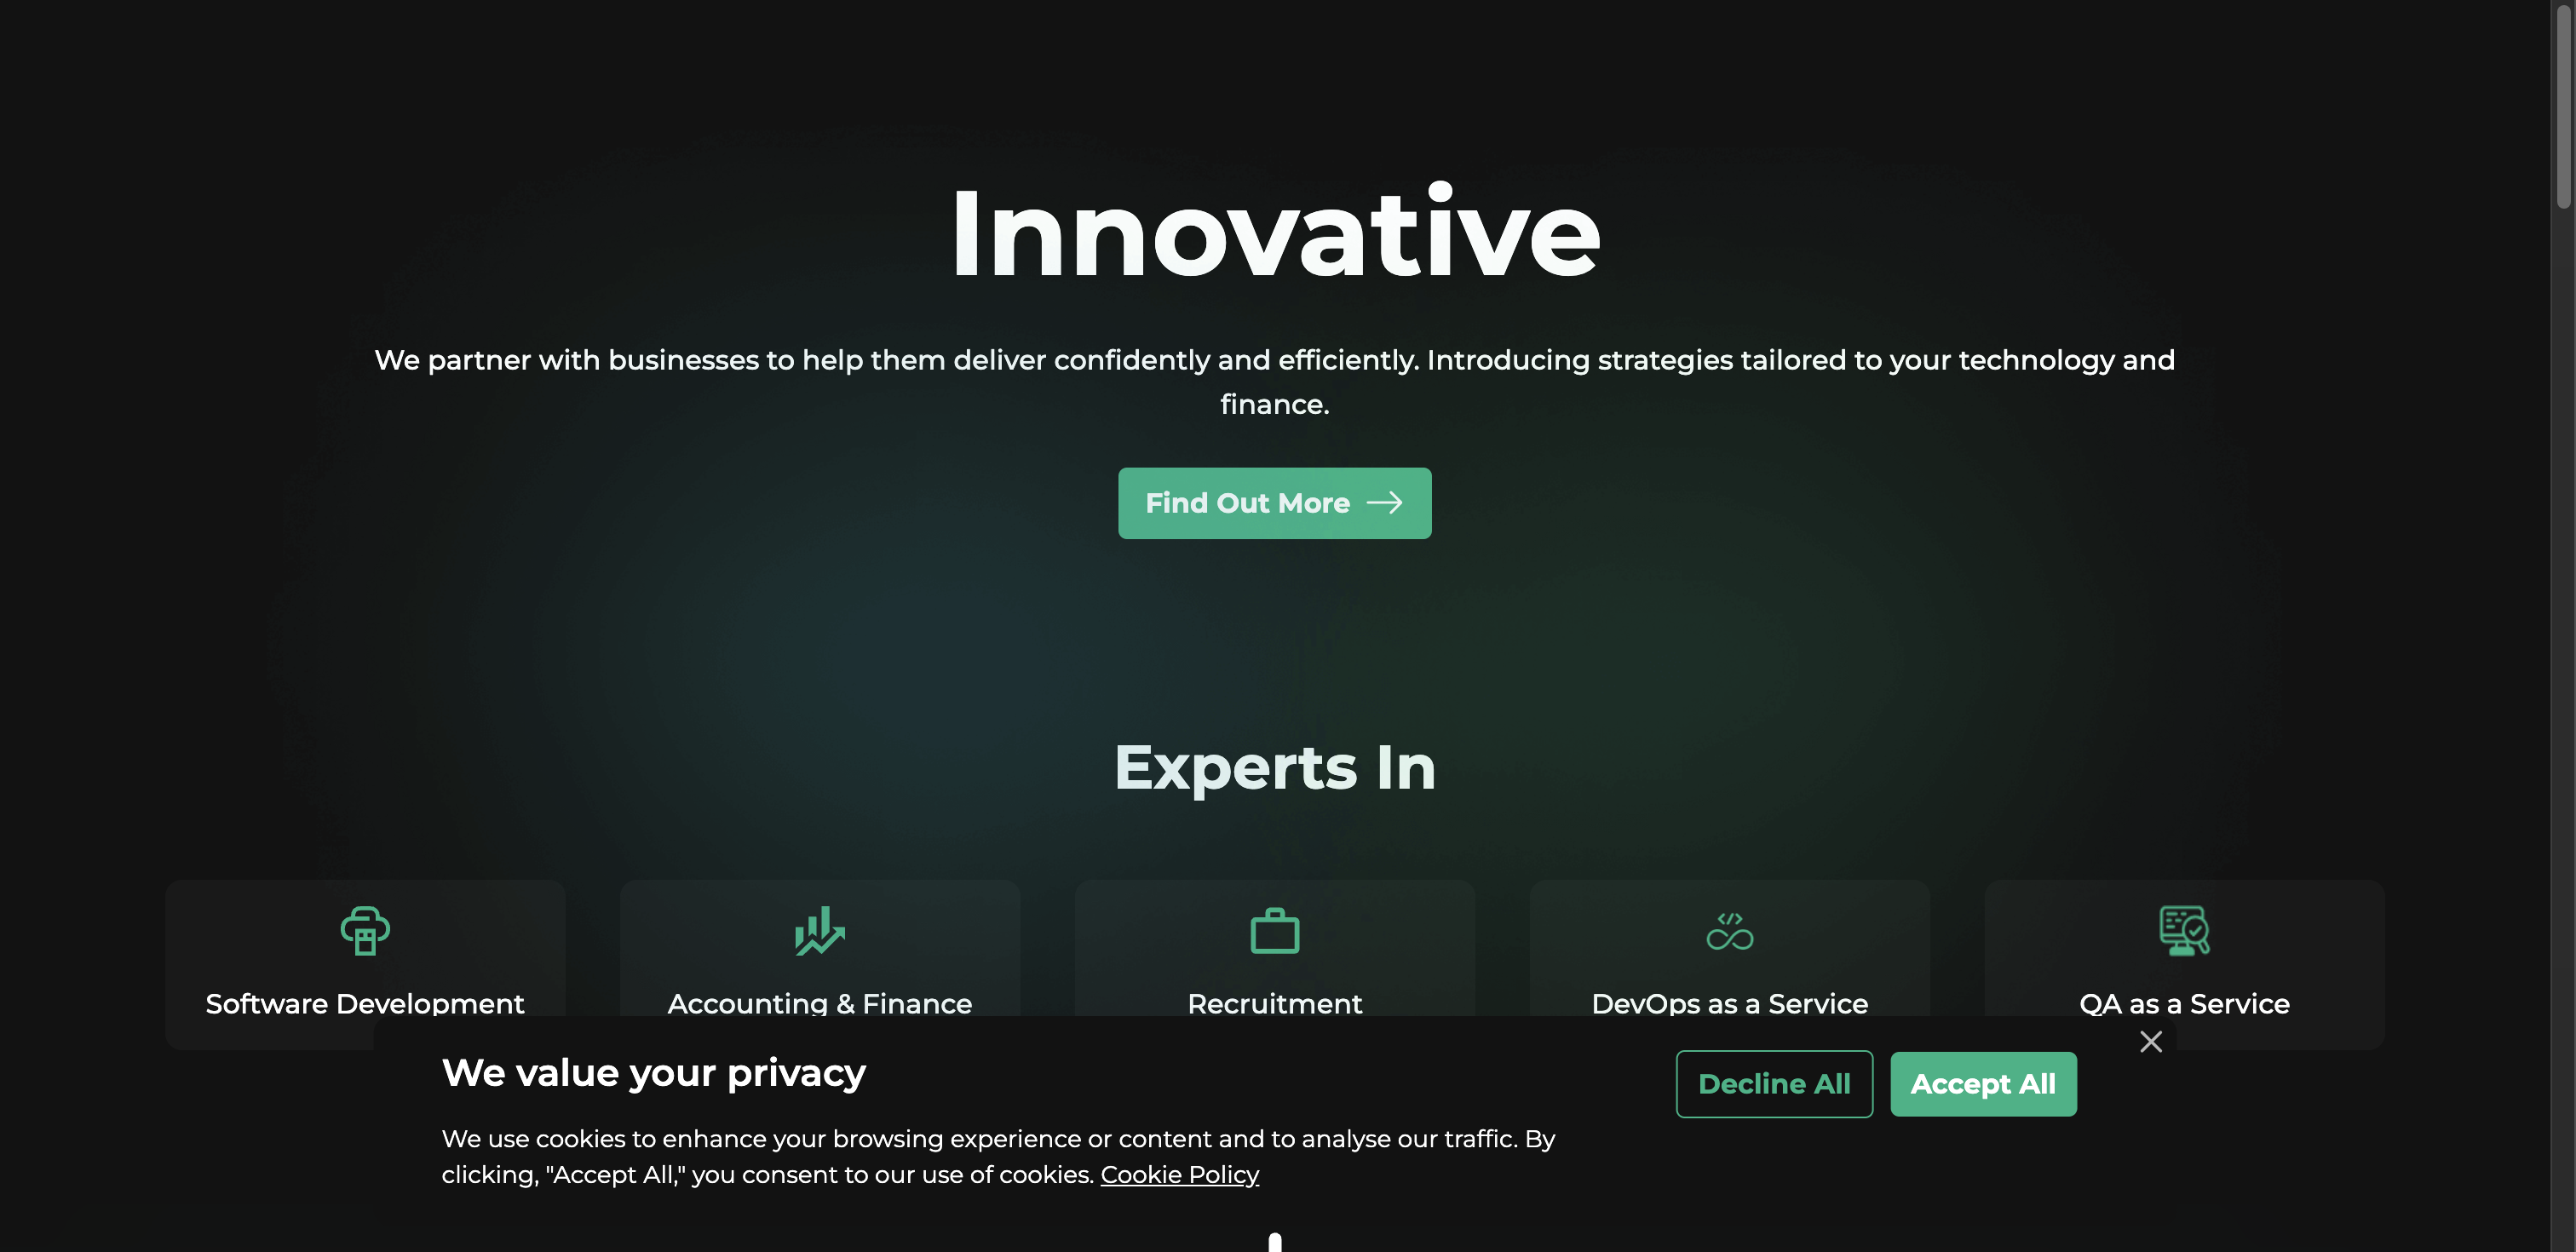 Innovative
We partner with businesses to help them deliver confidently and efficiently. Introducing strategies tailored to your technology and
finance.
Find Out More
Experts In
Software Development
Accounting & Finance
Recruitment
DevOps as a Service
QA as a Service
We value your privacy
Decline All
Accept All
We use cookies to enhance your browsing experience or content and to analyse our traffic. By
clicking, "Accept All," you consent to our use of cookies. Cookie Policy